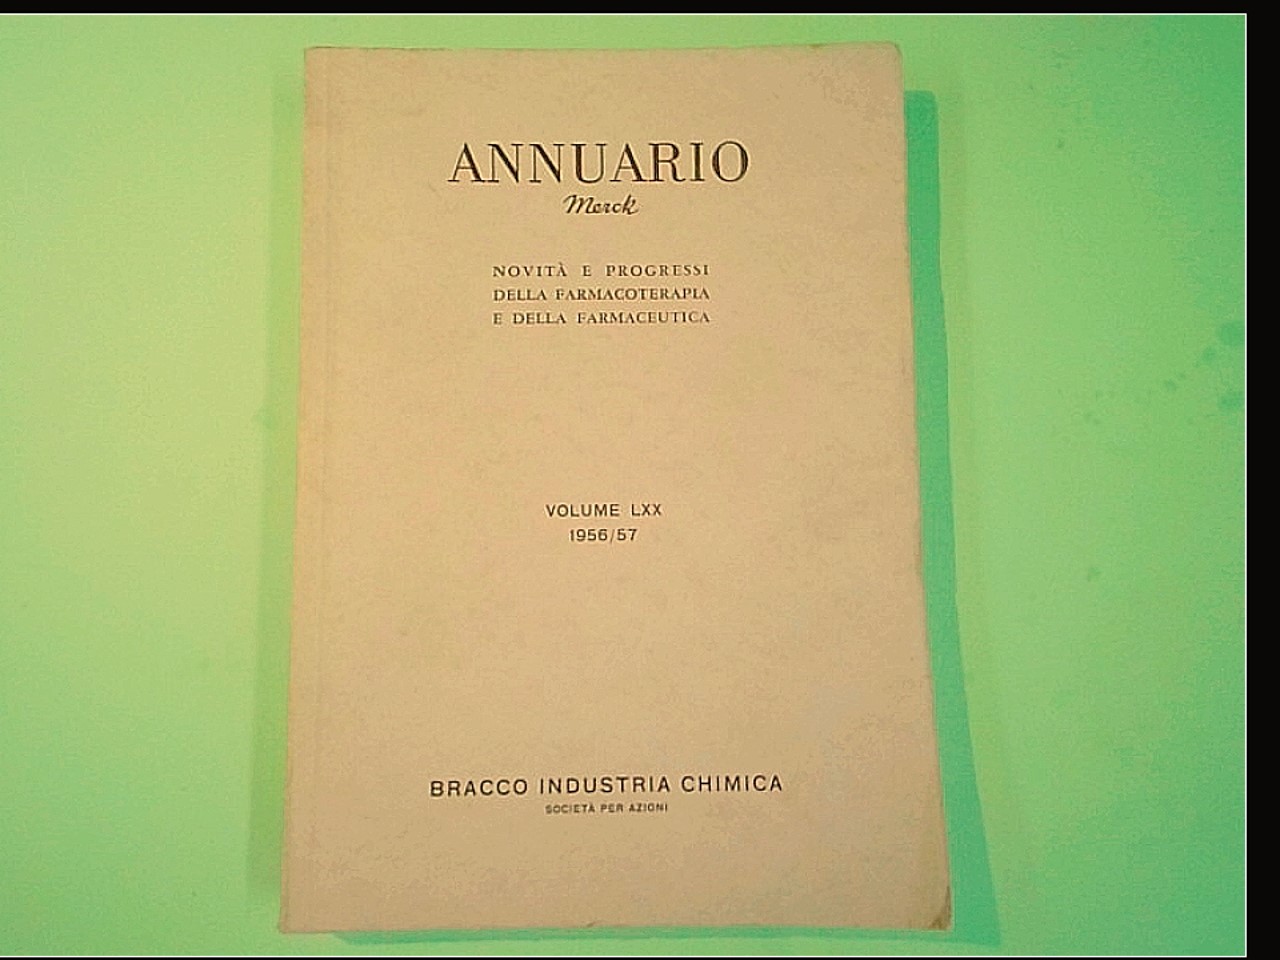 ANNUARIO
Merck
NOVITÀ E PROGRESSI
DELLA FARMACOTERAPIA
E DELLA FARMACEUTICA
VOLUME LXX
1956/57
BRACCO INDUSTRIA CHIMICA
SOCIETÀ PER AZIONI